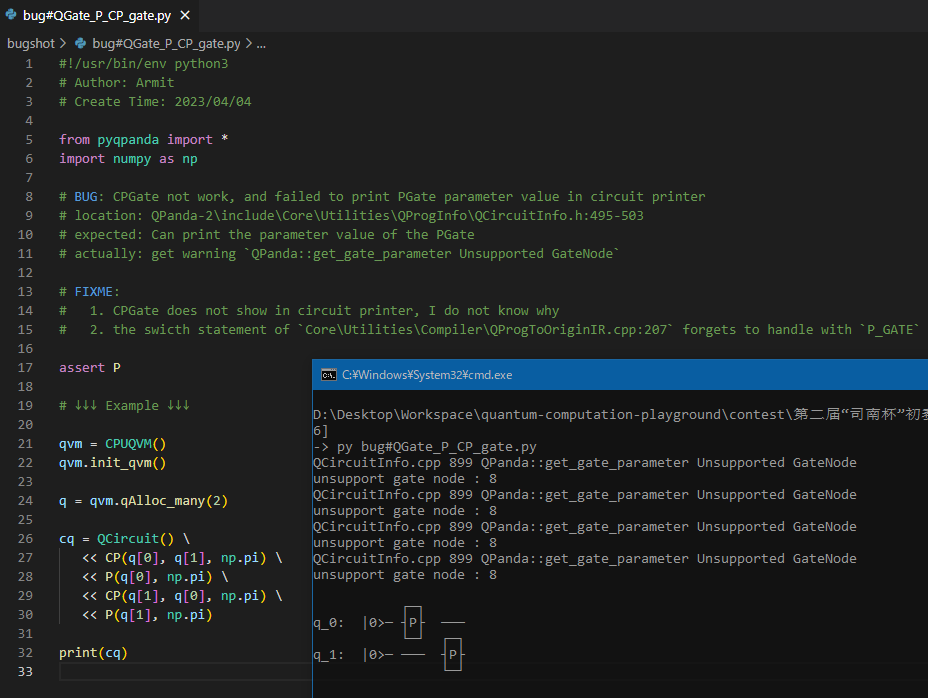 bug#QGate_P_CP_gate.py ×
bugshot > bug#QGate_P_CP_gate.py > ...
1 #!/usr/bin/env python3
2 # Author: Armit
3 # Create Time: 2023/04/04
4
5 from pyqpanda import *
6 import numpy as np
7
8 # BUG: CPGate not work, and failed to print PGate parameter value in circuit printer
9 # location: QPanda-2\include\Core\Utilities\QProgInfo\QCircuitInfo.h:495-503
10 # expected: Can print the parameter value of the PGate
11 # actually: get warning `QPanda::get_gate_parameter Unsupported GateNode`
12
13 # FIXME:
14 #   1. CPGate does not show in circuit printer, I do not know why
15 #   2. the swicth statement of `Core\Utilities\Compiler\QProgToOriginIR.cpp:207` forgets to handle with `P_GATE`
16
17 assert P
18
19 # ↓↓↓ Example ↓↓↓
20
21 qvm = CPUQVM()
22 qvm.init_qvm()
23
24 q = qvm.qAlloc_many(2)
25
26 cq = QCircuit() \
27    << CP(q[0], q[1], np.pi) \
28    << P(q[0], np.pi) \
29    << CP(q[1], q[0], np.pi) \
30    << P(q[1], np.pi)
31
32 print(cq)
33
C:¥Windows¥System32¥cmd.exe
D:\Desktop\Workspace\quantum-computation-playground\contest\第二届“司南杯”初
6]
-> py bug#QGate_P_CP_gate.py
QCircuitInfo.cpp 899 QPanda::get_gate_parameter Unsupported GateNode
unsupport gate node : 8
QCircuitInfo.cpp 899 QPanda::get_gate_parameter Unsupported GateNode
unsupport gate node : 8
QCircuitInfo.cpp 899 QPanda::get_gate_parameter Unsupported GateNode
unsupport gate node : 8
QCircuitInfo.cpp 899 QPanda::get_gate_parameter Unsupported GateNode
unsupport gate node : 8
q_0: |0>─ ┤P├ ───
q_1: |0>─ ─── ┤P├